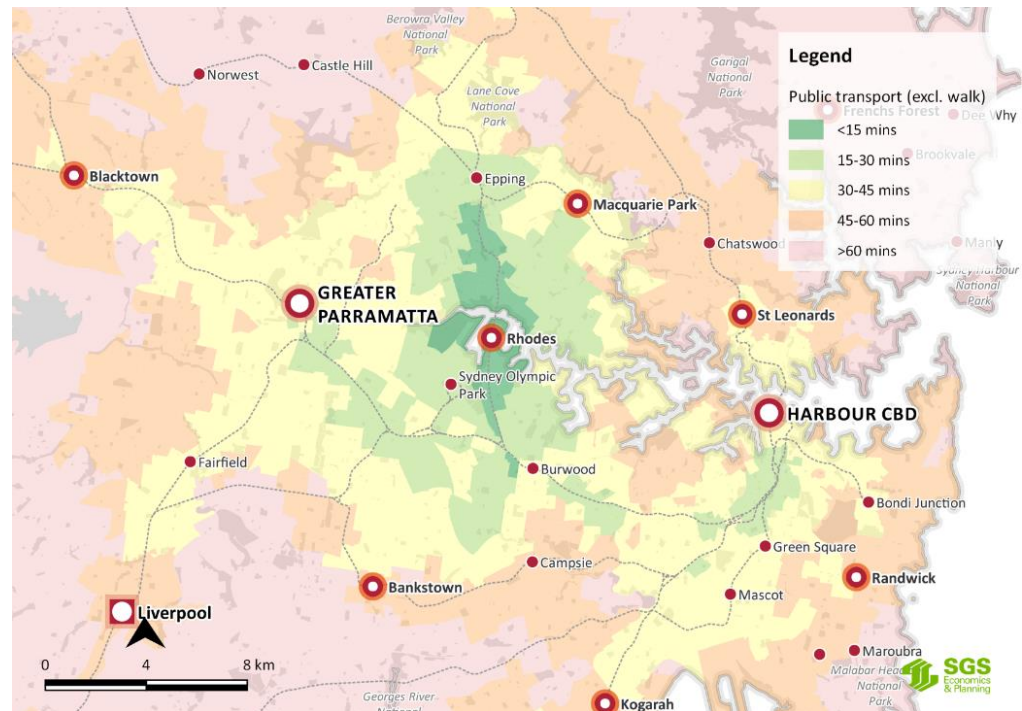 Berowra Valley
National
Park
Norwest
Castle Hill
Lane Cove
National
Park
Garigal
National
Park
Legend
Public transport (excl. walk)
<15 mins
15-30 mins
30-45 mins
45-60 mins
>60 mins
Frenchs Forest
Dee Why
Brookvale
Manly
Sydney Harbour
National
Park
Blacktown
Epping
Macquarie Park
Chatswood
GREATER
PARRAMATTA
St Leonards
Rhodes
Sydney Olympic
Park
HARBOUR CBD
Fairfield
Burwood
Bondi Junction
Green Square
Campsie
Bankstown
Randwick
Mascot
Liverpool
0 4 8 km
Maroubra
Malabar Head
National
Park
Georges River
National
Kogarah
SGS
Economics
& Planning